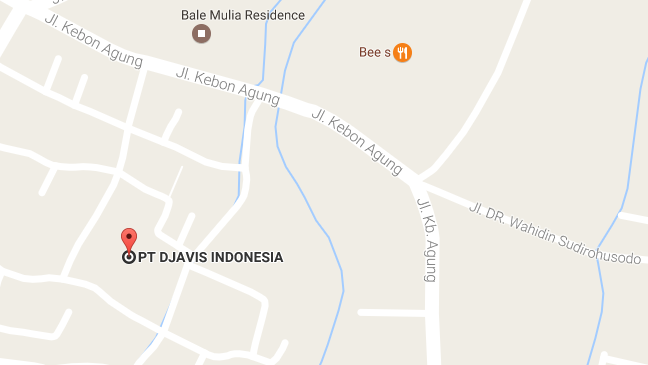 Bale Mulia Residence
Jl. Kebon Agung
Bee s
Jl. Kebon Agung
Jl. Kebon Agung
Jl. Kb. Agung
Jl. DR. Wahidin Sudirohusodo
PT DJAVIS INDONESIA